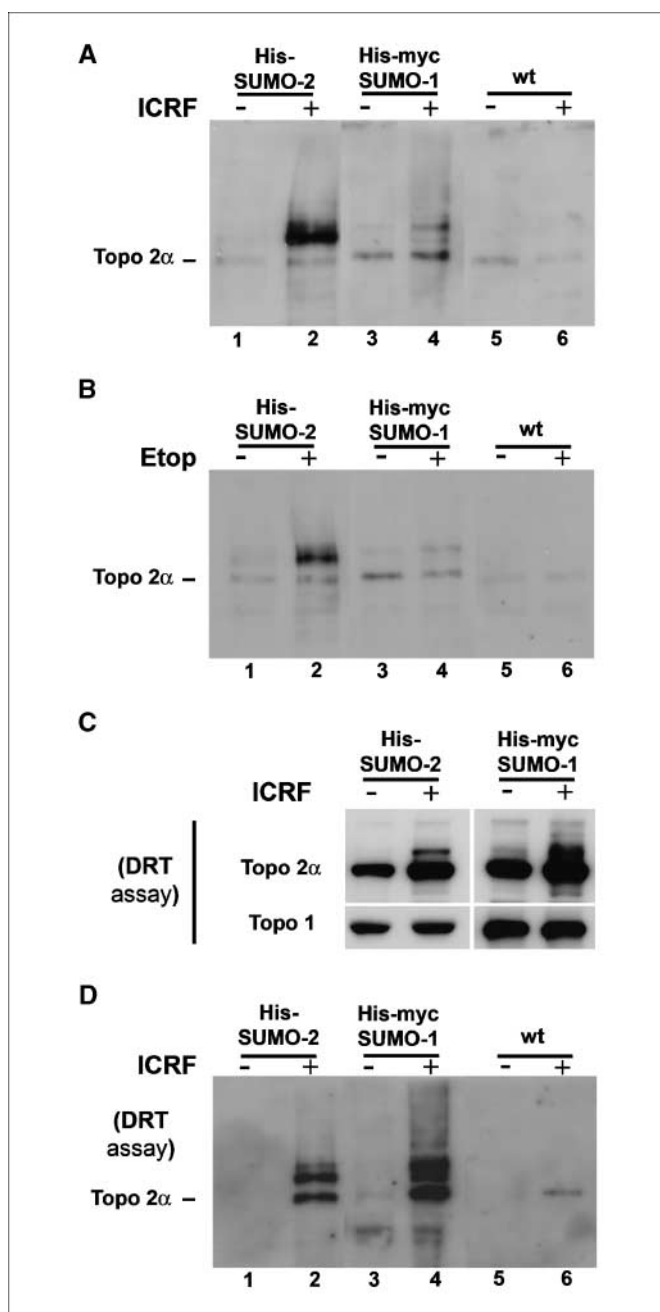 A
His-
SUMO-2
His-myc
SUMO-1
wt
ICRF - + - + - +
Topo 2α –
1 2 3 4 5 6
B
His-
SUMO-2
His-myc
SUMO-1
wt
Etop - + - + - +
Topo 2α –
1 2 3 4 5 6
C
His-
SUMO-2
His-myc
SUMO-1
ICRF - + - +
(DRT
assay)
Topo 2α
Topo 1
D
His-
SUMO-2
His-myc
SUMO-1
wt
ICRF - + - + - +
(DRT
assay)
Topo 2α –
1 2 3 4 5 6